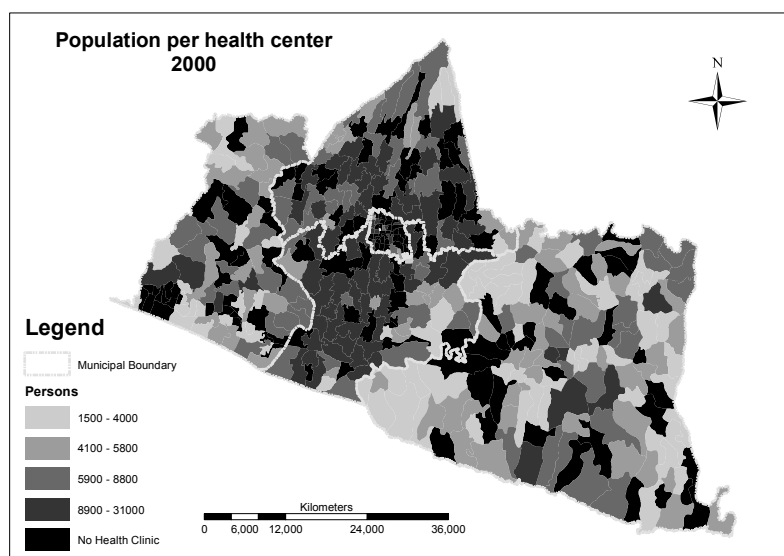 Population per health center
2000
N
Legend
Municipal Boundary
Persons
1500 - 4000
4100 - 5800
5900 - 8800
8900 - 31000
No Health Clinic
Kilometers
0 6,000 12,000 24,000 36,000